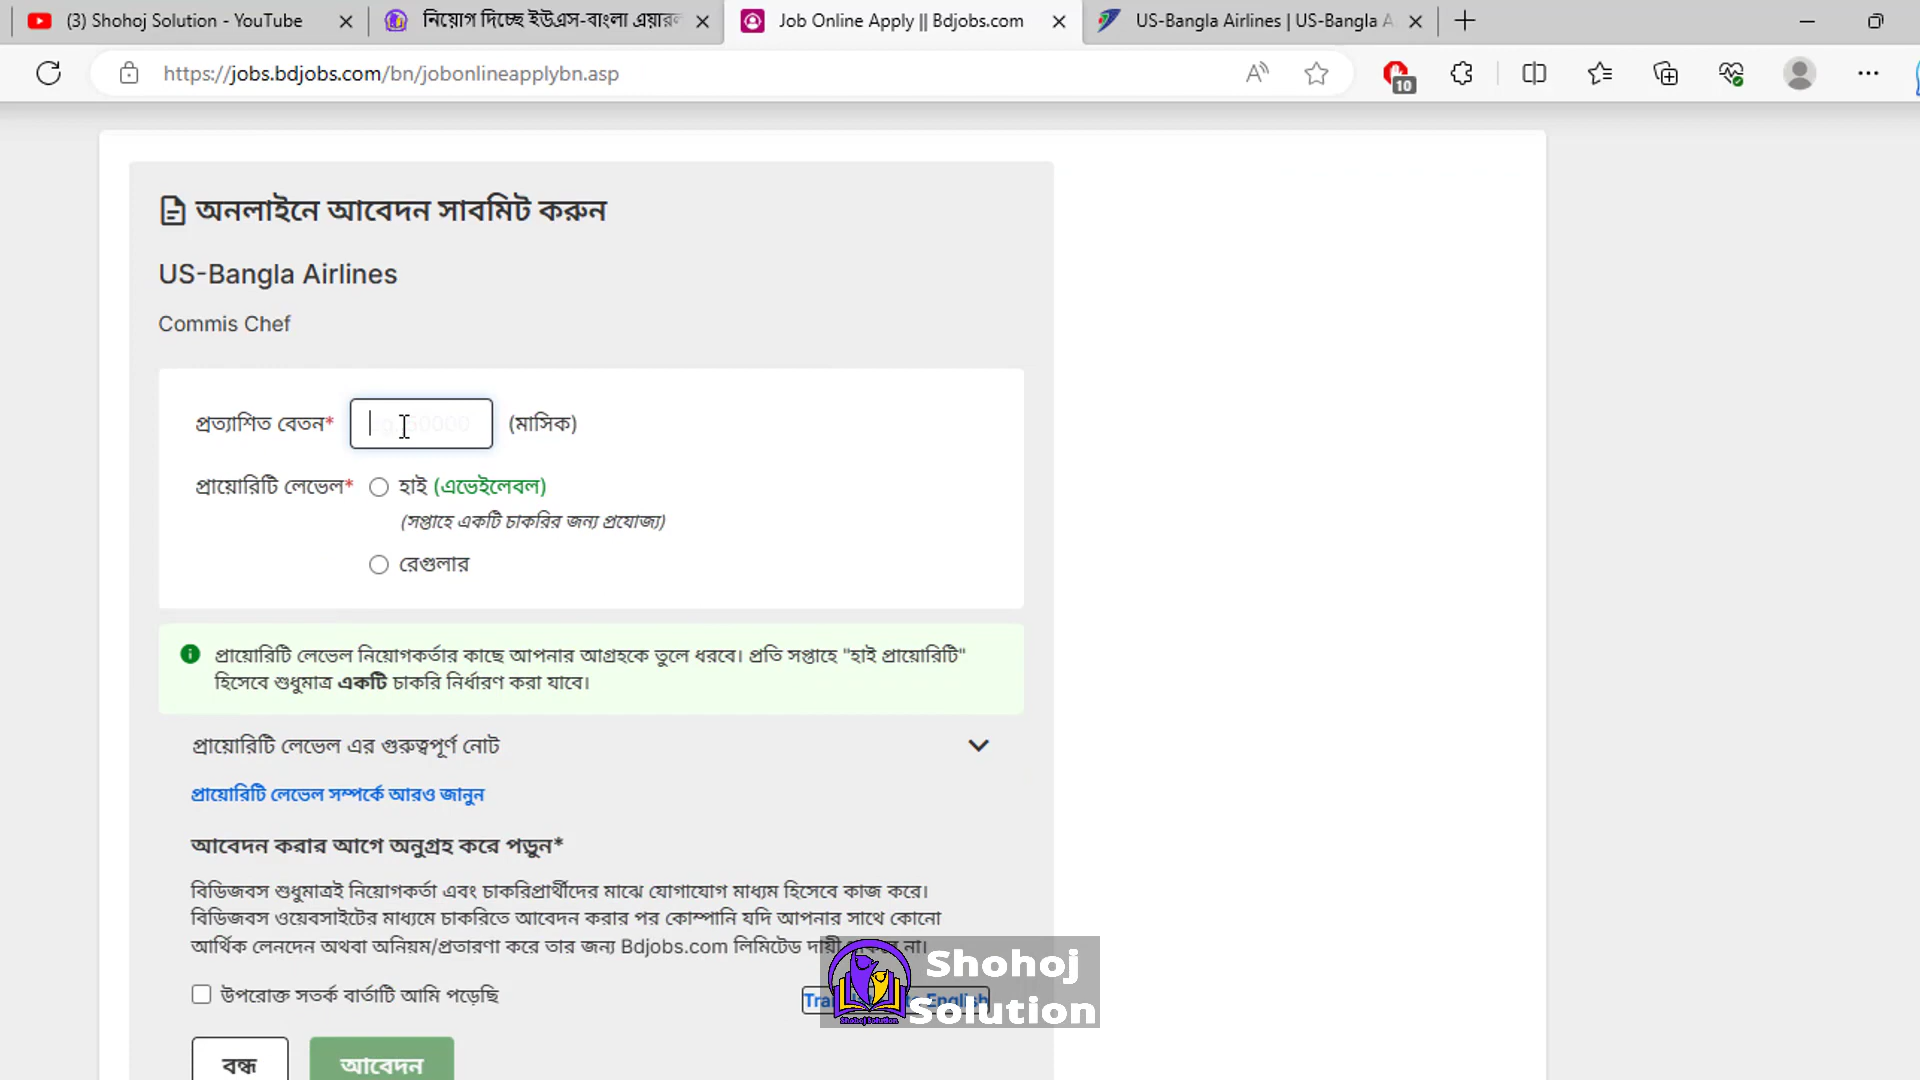 (3) Shohoj Solution - YouTube
নিয়োগ দিচ্ছে ইউএস-বাংলা এয়ারল
Job Online Apply || Bdjobs.com
US-Bangla Airlines | US-Bangla A
https://jobs.bdjobs.com/bn/jobonlineapplybn.asp
10
অনলাইনে আবেদন সাবমিট করুন
US-Bangla Airlines
Commis Chef
প্রত্যাশিত বেতন* (মাসিক)
প্রায়োরিটি লেভেল* হাই (এভেইলেবল)
(সপ্তাহে একটি চাকরির জন্য প্রযোজ্য)
রেগুলার
প্রায়োরিটি লেভেল নিয়োগকর্তার কাছে আপনার আগ্রহকে তুলে ধরবে। প্রতি সপ্তাহে "হাই প্রায়োরিটি"
হিসেবে শুধুমাত্র একটি চাকরি নির্ধারণ করা যাবে।
প্রায়োরিটি লেভেল এর গুরুত্বপূর্ণ নোট
প্রায়োরিটি লেভেল সম্পর্কে আরও জানুন
আবেদন করার আগে অনুগ্রহ করে পড়ুন*
বিডিজবস শুধুমাত্রই নিয়োগকর্তা এবং চাকরিপ্রার্থীদের মাঝে যোগাযোগ মাধ্যম হিসেবে কাজ করে।
বিডিজবস ওয়েবসাইটের মাধ্যমে চাকরিতে আবেদন করার পর কোম্পানি যদি আপনার সাথে কোনো
আর্থিক লেনদেন অথবা অনিয়ম/প্রতারণা করে তার জন্য Bdjobs.com লিমিটেড দায়ী না।
উপরোক্ত সতর্ক বার্তাটি আমি পড়েছি
English
Shohoj
Solution
Shohoj Solution
বন্ধ
আবেদন